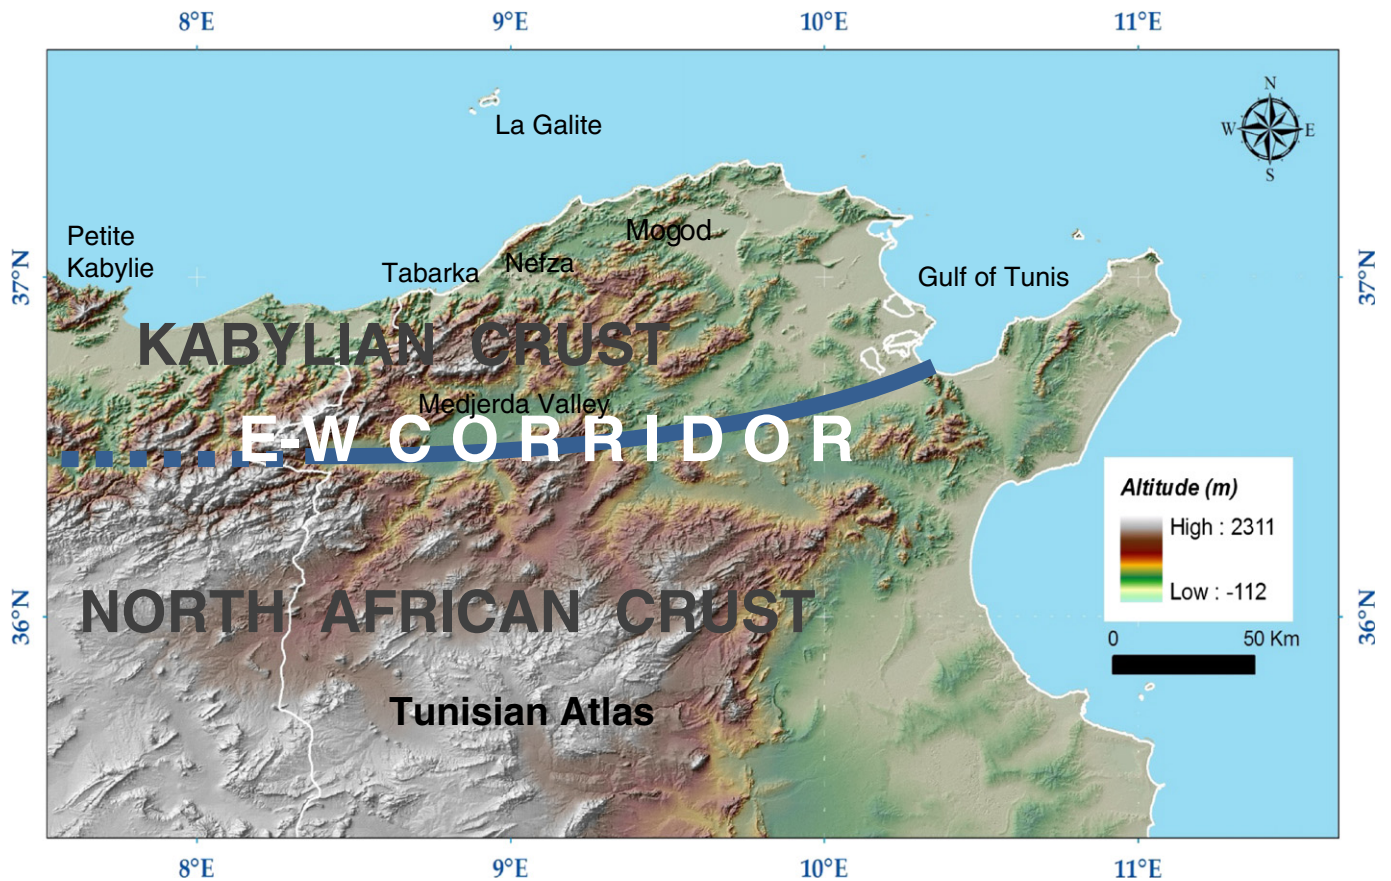 8°E 9°E 10°E 11°E
N
W E
S
La Galite
Petite
Kabylie
Mogod
Nefza
Tabarka
Gulf of Tunis
37°N 37°N
KABYLIAN CRUST
Medjerda Valley
E-W CORRIDOR
Altitude (m)
High : 2311
Low : -112
NORTH AFRICAN CRUST
36°N 36°N
0 50 Km
Tunisian Atlas
8°E 9°E 10°E 11°E